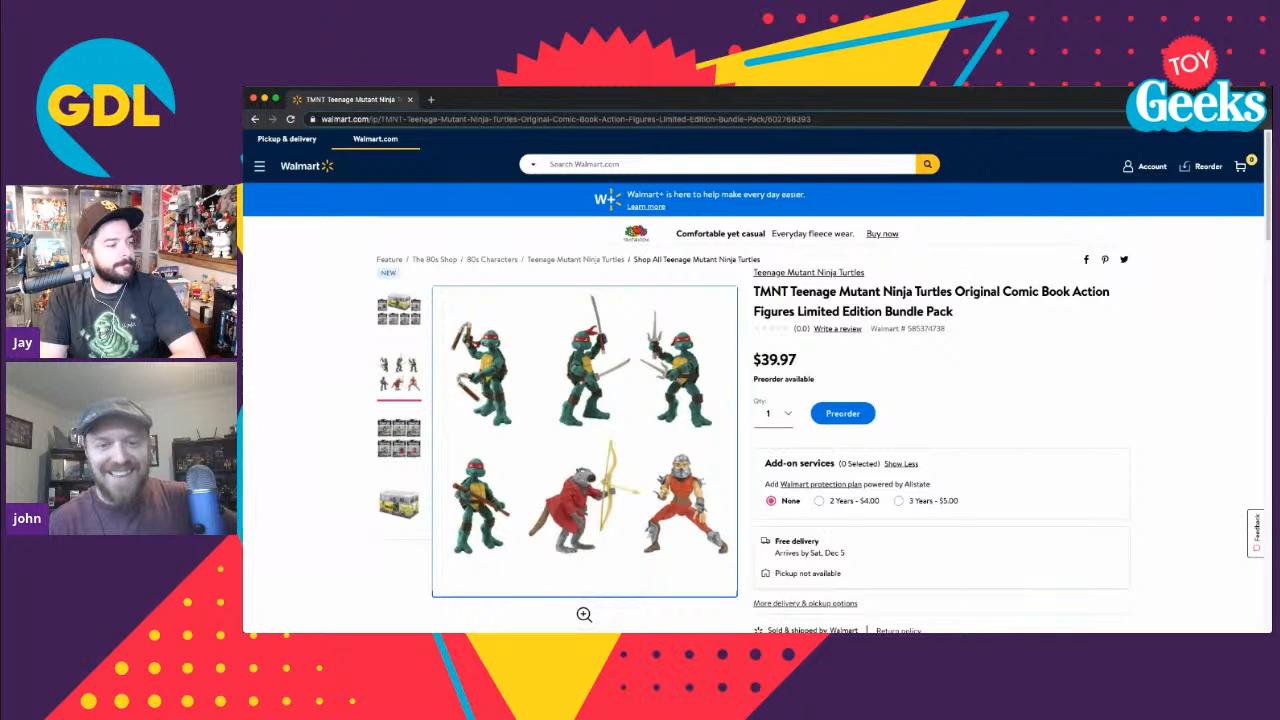 GDL
TOY
Geeks
TMNT Teenage Mutant Ninja T
walmart.com/ip/TMNT-Teenage-Mutant-Ninja-Turtles-Original-Comic-Book-Action-Figures-Limited-Edition-Bundle-Pack/602768393
Pickup & delivery
Walmart.com
Walmart
Search Walmart.com
Account
Reorder
0
W+
Walmart+ is here to help make every day easier.
Learn more
Comfortable yet casual Everyday fleece wear. Buy now
Feature / The 80s Shop / 80s Characters / Teenage Mutant Ninja Turtles / Shop All Teenage Mutant Ninja Turtles
NEW
Teenage Mutant Ninja Turtles
TMNT Teenage Mutant Ninja Turtles Original Comic Book Action
Figures Limited Edition Bundle Pack
(0.0) Write a review Walmart # 585374738
$39.97
Preorder available
Qty:
1
Preorder
Add-on services (0 Selected) Show Less
Add Walmart protection plan powered by Allstate
None 2 Years - $4.00 3 Years - $5.00
Free delivery
Arrives by Sat, Dec 5
Pickup not available
More delivery & pickup options
Sold & shipped by Walmart | Return policy
Feedback
Jay
john